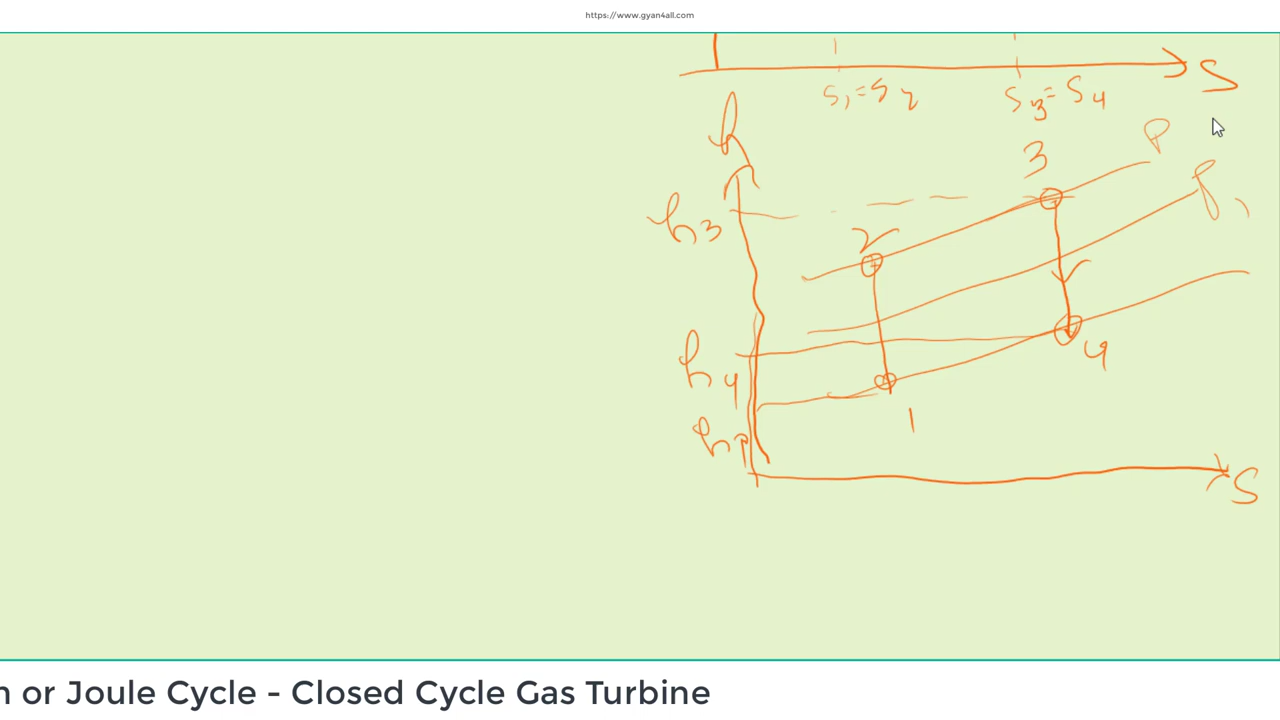 https://www.gyan4all.com
S
s1=s2
s3=s4
h
P
3
P1
h3
2
h4
4
1
h1
S
n or Joule Cycle - Closed Cycle Gas Turbine